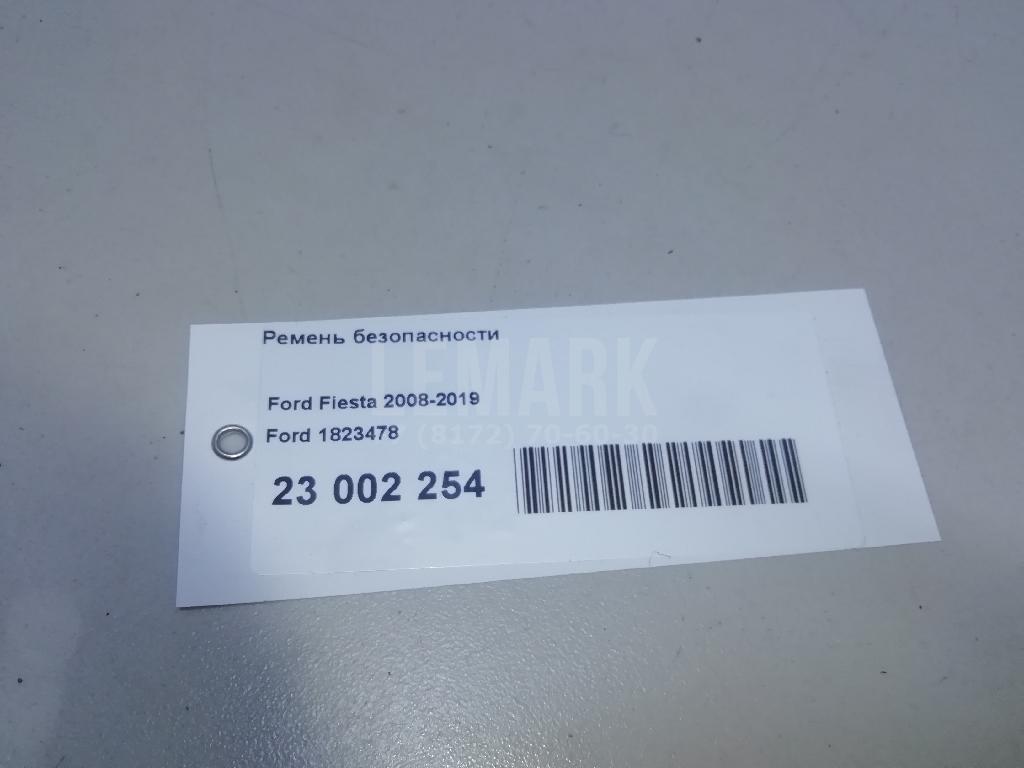 Ремень безопасности
LEMARK
Ford Fiesta 2008-2019
Ford 1823478
(8172) 70-60-30
23 002 254